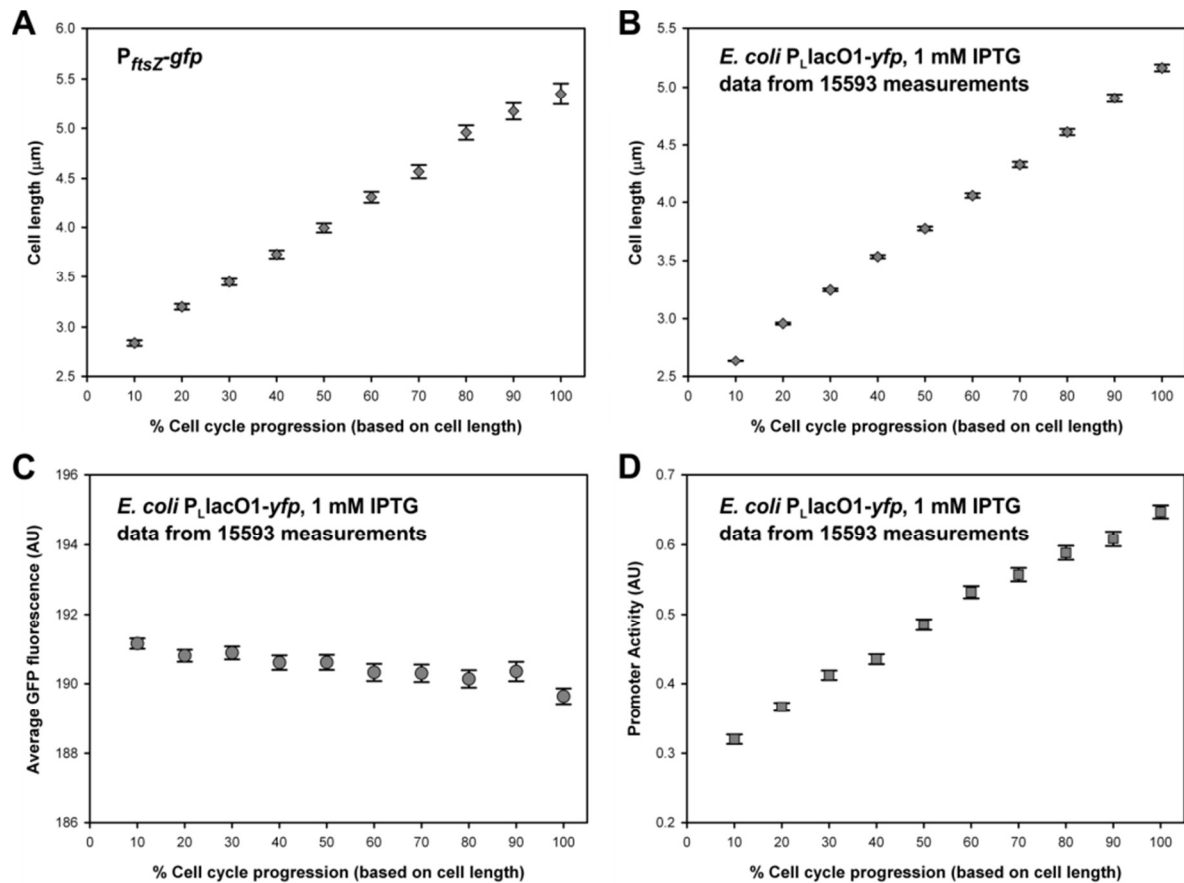 A
P_ftsZ-gfp
6.0
5.5
5.0
4.5
4.0
3.5
3.0
2.5
Cell length (μm)
0 10 20 30 40 50 60 70 80 90 100
% Cell cycle progression (based on cell length)
B
E. coli P_LlacO1-yfp, 1 mM IPTG
data from 15593 measurements
5.5
5.0
4.5
4.0
3.5
3.0
2.5
Cell length (μm)
0 10 20 30 40 50 60 70 80 90 100
% Cell cycle progression (based on cell length)
C
E. coli P_LlacO1-yfp, 1 mM IPTG
data from 15593 measurements
196
194
192
191
190
188
186
Average GFP fluorescence (AU)
0 10 20 30 40 50 60 70 80 90 100
% Cell cycle progression (based on cell length)
D
E. coli P_LlacO1-yfp, 1 mM IPTG
data from 15593 measurements
0.7
0.6
0.5
0.4
0.3
0.2
Promoter Activity (AU)
0 10 20 30 40 50 60 70 80 90 100
% Cell cycle progression (based on cell length)